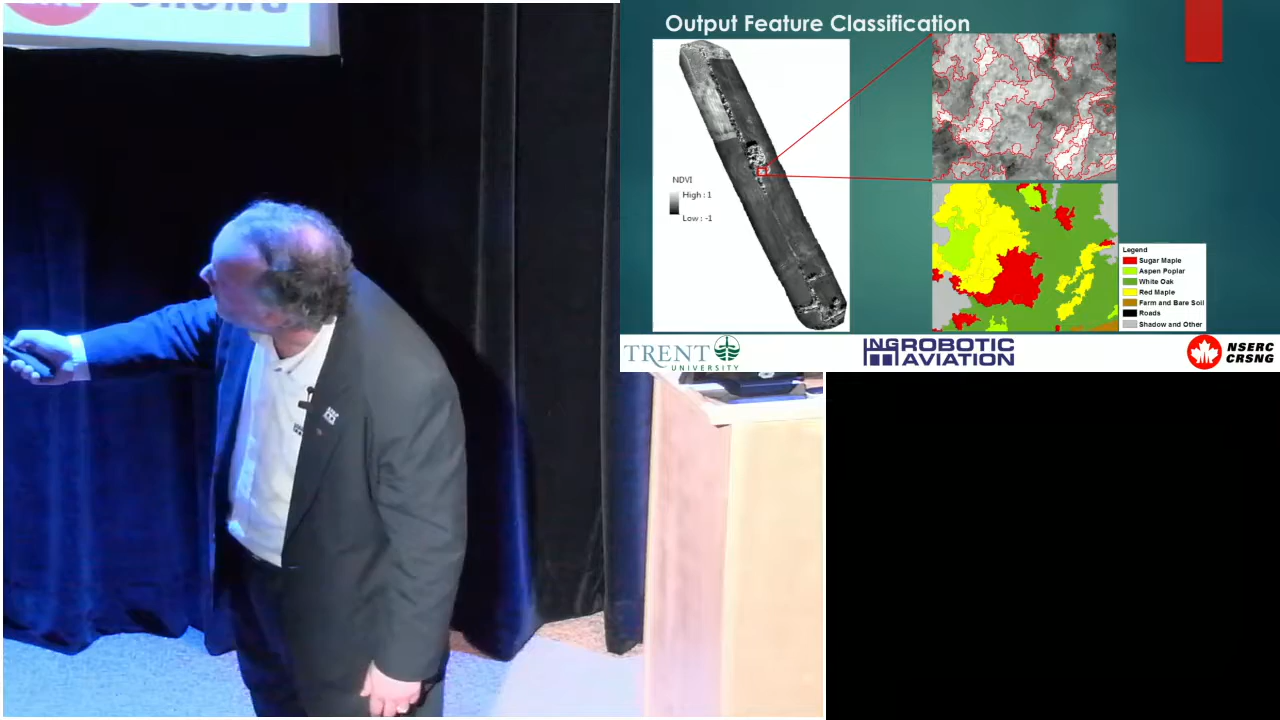 CRSNG
Output Feature Classification
NDVI
High : 1
Low : -1
Legend
Sugar Maple
Aspen Poplar
White Oak
Red Maple
Farm and Bare Soil
Roads
Shadow and Other
TRENT
UNIVERSITY
ING ROBOTIC
AVIATION
NSERC
CRSNG